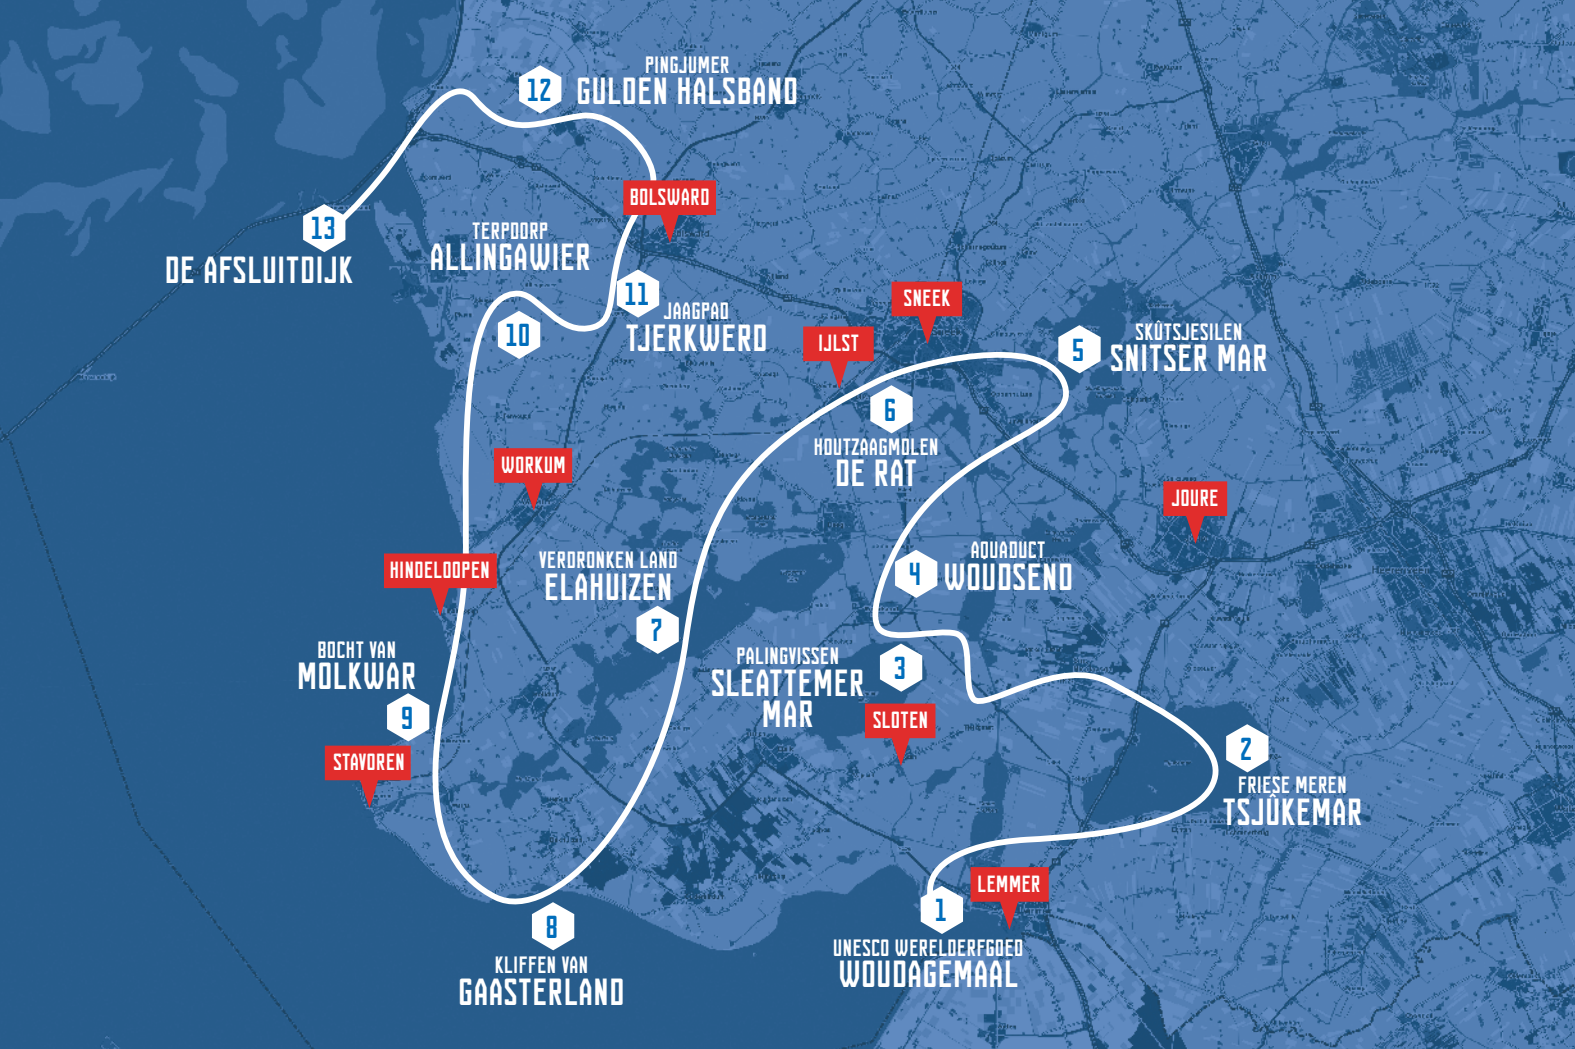 12
PINGJUMER
GULDEN HALSBAND
BOLSWARD
13
DE AFSLUITDIJK
TERPDORP
ALLINGAWIER
10
11
JAAGPAD
TJERKWERD
SNEEK
IJLST
5
SKÛTSJESILEN
SNITSER MAR
6
HOUTZAAGMOLEN
DE RAT
WORKUM
JOURE
HINDELOOPEN
VERDRONKEN LAND
ELAHUIZEN
7
4
AQUADUCT
WOUDSEND
BOCHT VAN
MOLKWAR
9
STAVOREN
PALINGVISSEN
SLEATTEMER
MAR
3
SLOTEN
2
FRIESE MEREN
TSJÛKEMAR
LEMMER
1
UNESCO WERELDERFGOED
WOUDAGEMAAL
8
KLIFFEN VAN
GAASTERLAND